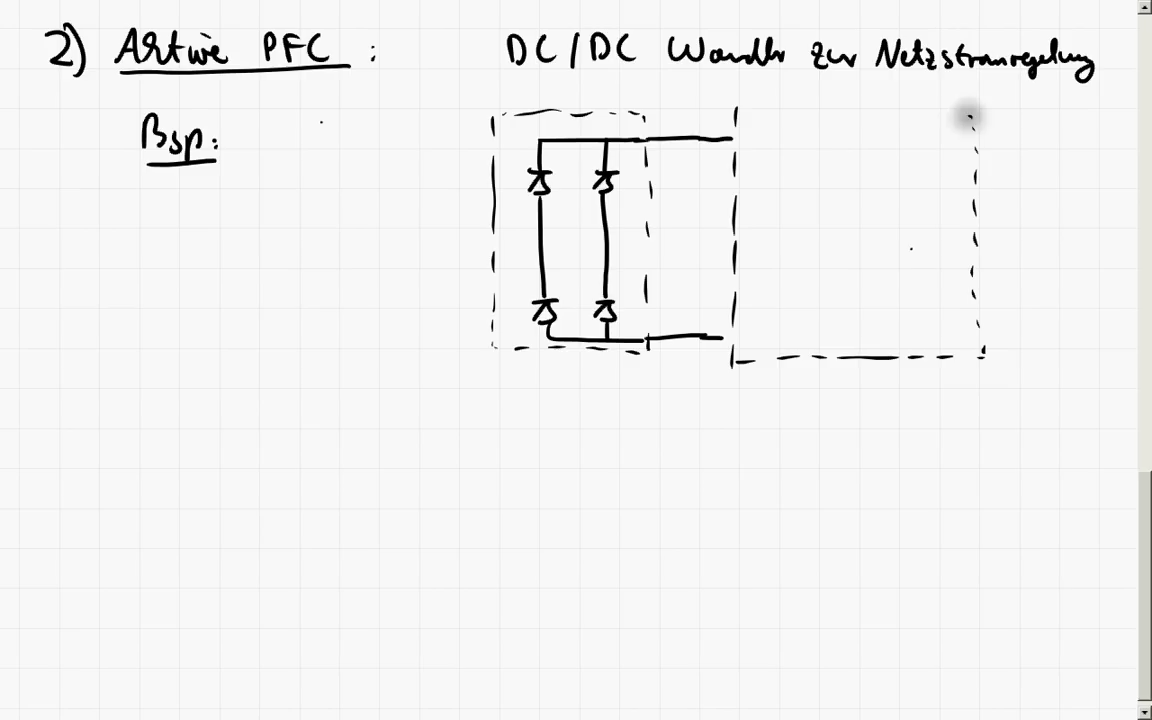 2) Aktive PFC : DC/DC Wandler zur Netzstromregelung
Bsp: